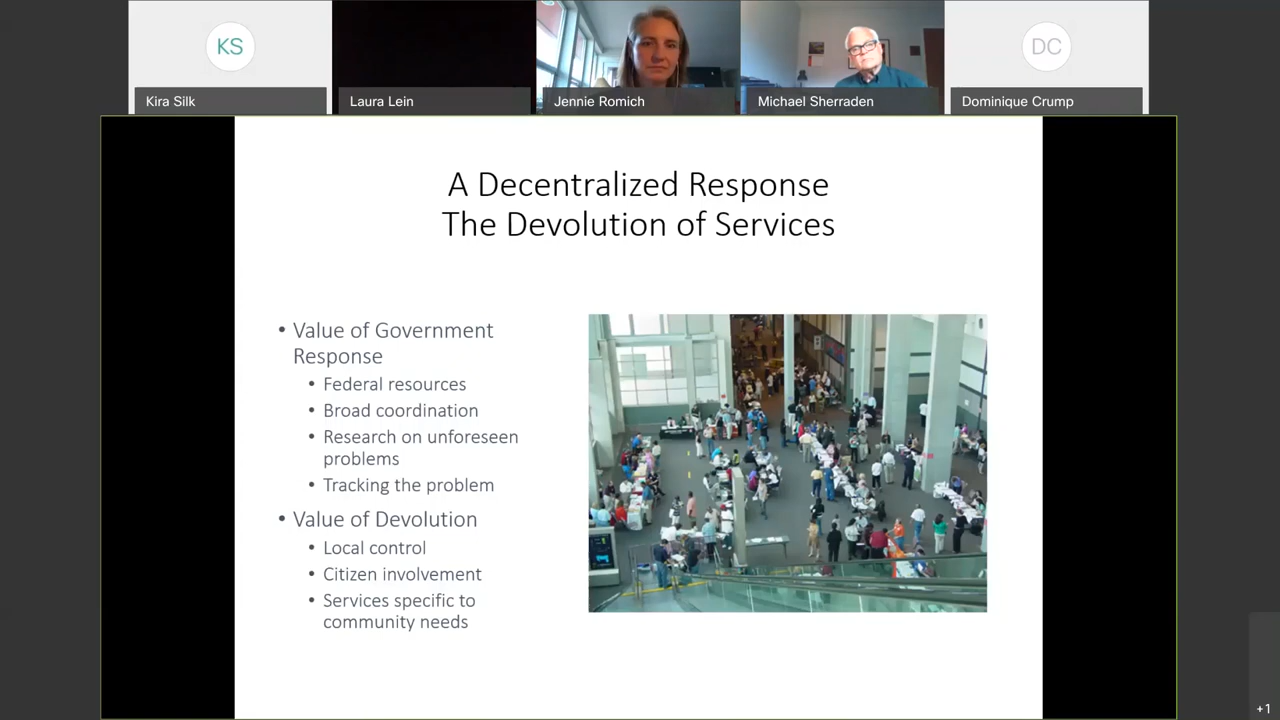 KS
DC
Kira Silk
Laura Lein
Jennie Romich
Michael Sherraden
Dominique Crump
A Decentralized Response
The Devolution of Services
• Value of Government
Response
• Federal resources
• Broad coordination
• Research on unforeseen
problems
• Tracking the problem
• Value of Devolution
• Local control
• Citizen involvement
• Services specific to
community needs
+1